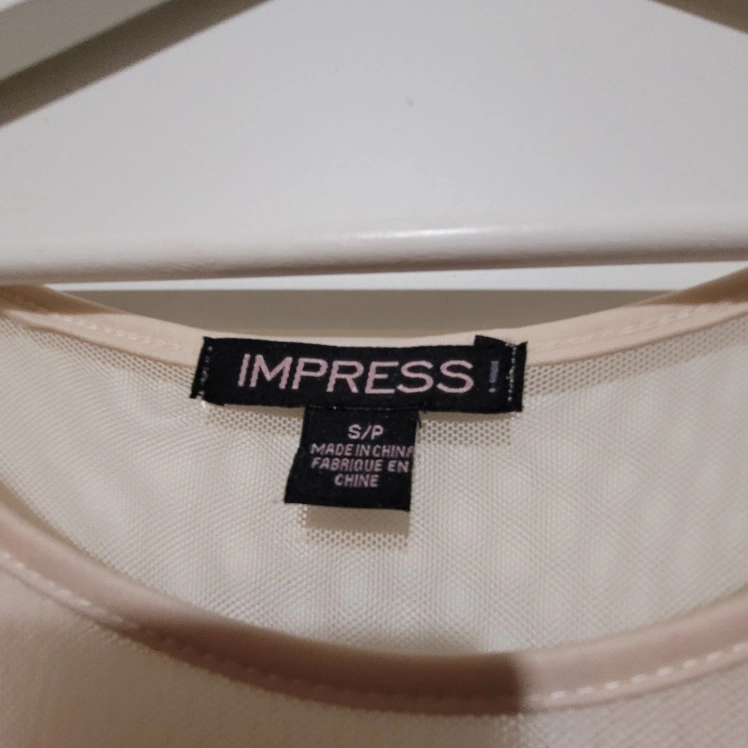 IMPRESS
S/P
MADE IN CHINA
FABRIQUE EN
CHINE